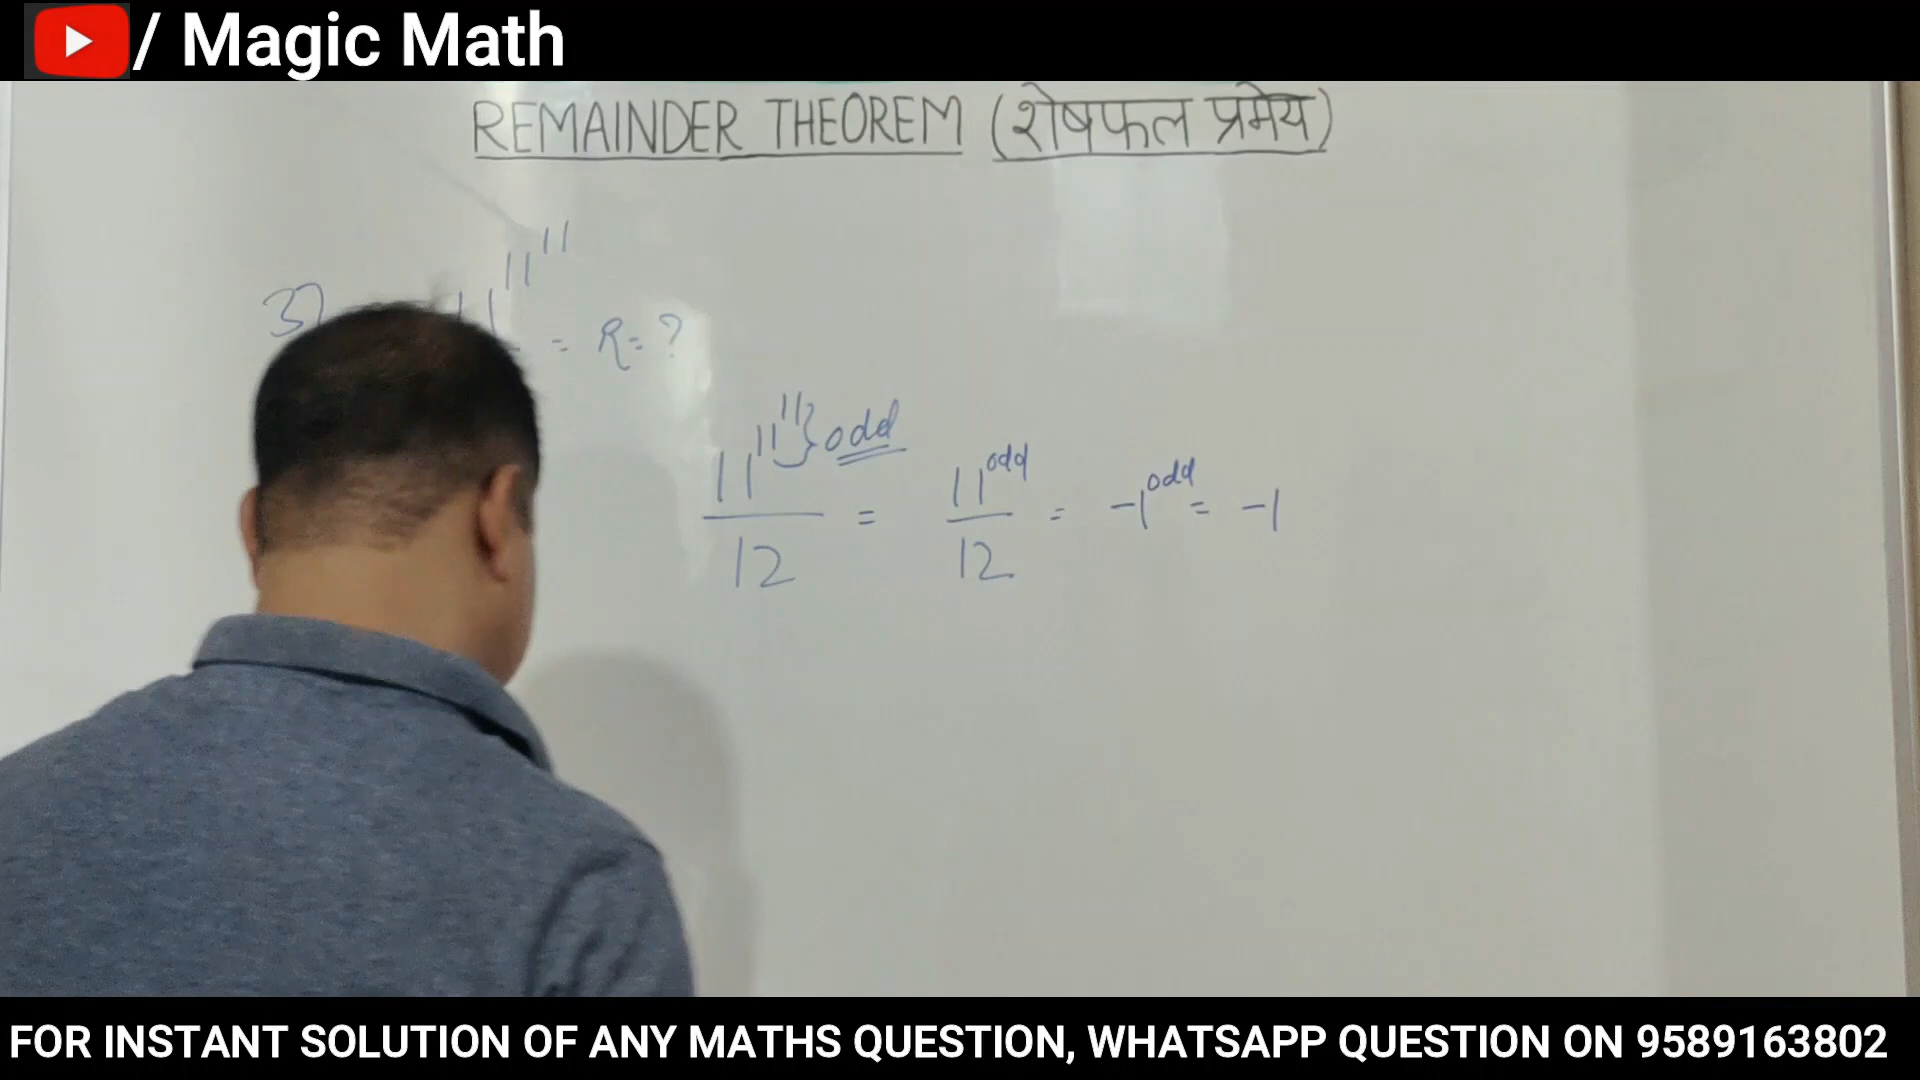 / Magic Math
REMAINDER THEOREM (शेषफल प्रमेय)
11^11^11 = R = ?
11^11^11 } odd / 12 = 11^odd / 12 = -1^odd = -1
FOR INSTANT SOLUTION OF ANY MATHS QUESTION, WHATSAPP QUESTION ON 9589163802